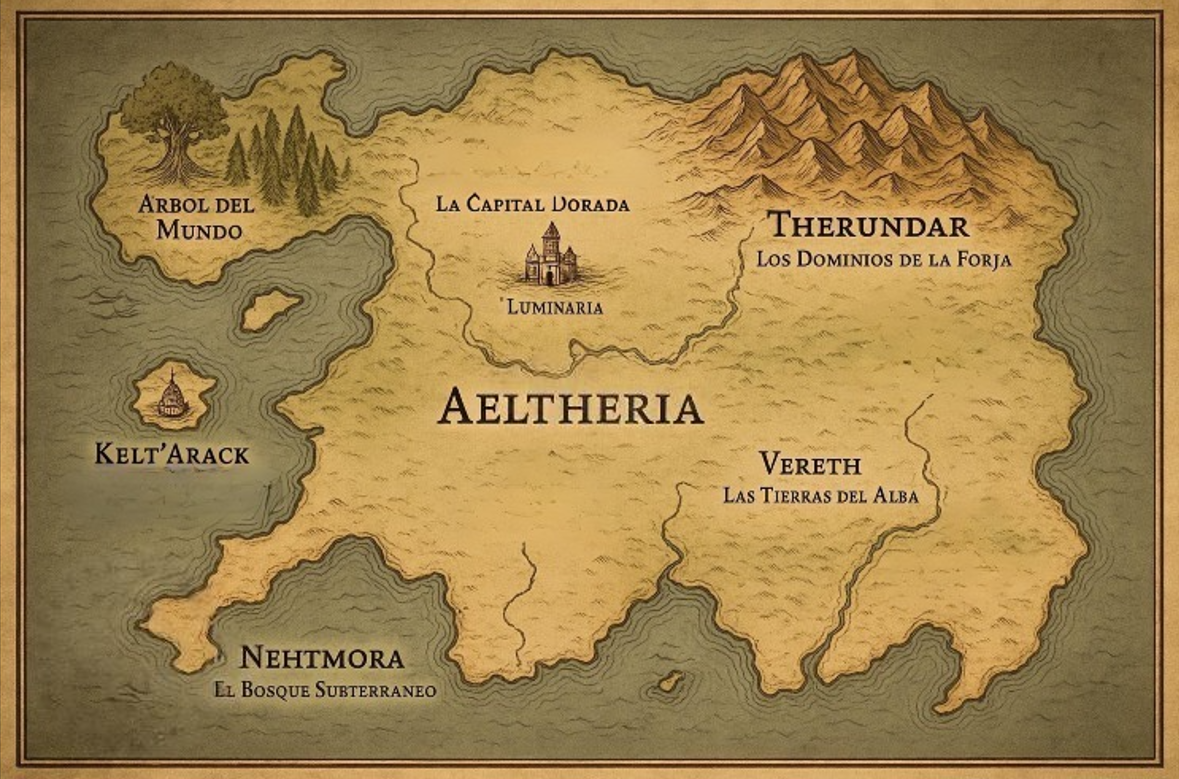 ARBOL DEL
MUNDO
LA CAPITAL DORADA
LUMINARIA
THERUNDAR
LOS DOMINIOS DE LA FORJA
AELTHERIA
KELT'ARACK
VERETH
LAS TIERRAS DEL ALBA
NEHTMORA
EL BOSQUE SUBTERRANEO